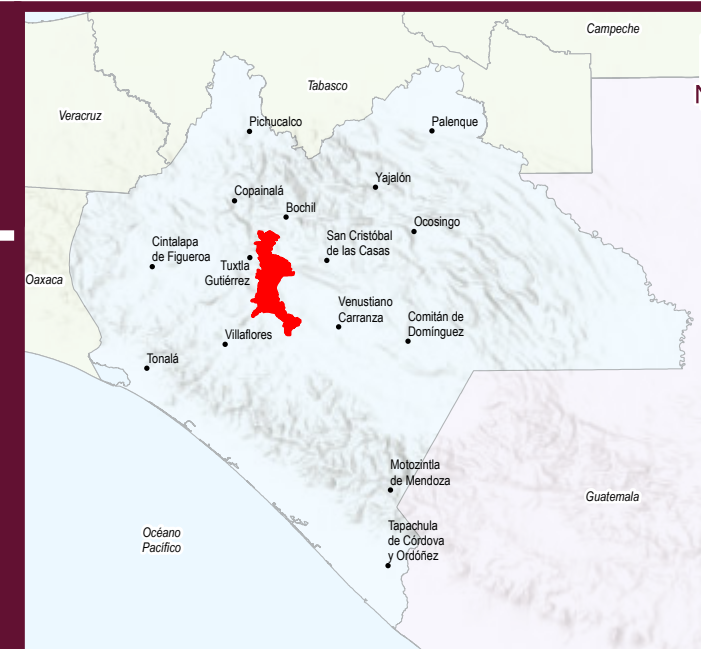 Campeche
Tabasco
N
Veracruz
Pichucalco
Palenque
Yajalón
Copainalá
Bochil
Ocosingo
San Cristóbal
de las Casas
Cintalapa
de Figueroa
Tuxtla
Gutiérrez
Oaxaca
Venustiano
Carranza
Comitán de
Domínguez
Villaflores
Tonalá
Motozintla
de Mendoza
Guatemala
Océano
Pacífico
Tapachula
de Córdova
y Ordóñez